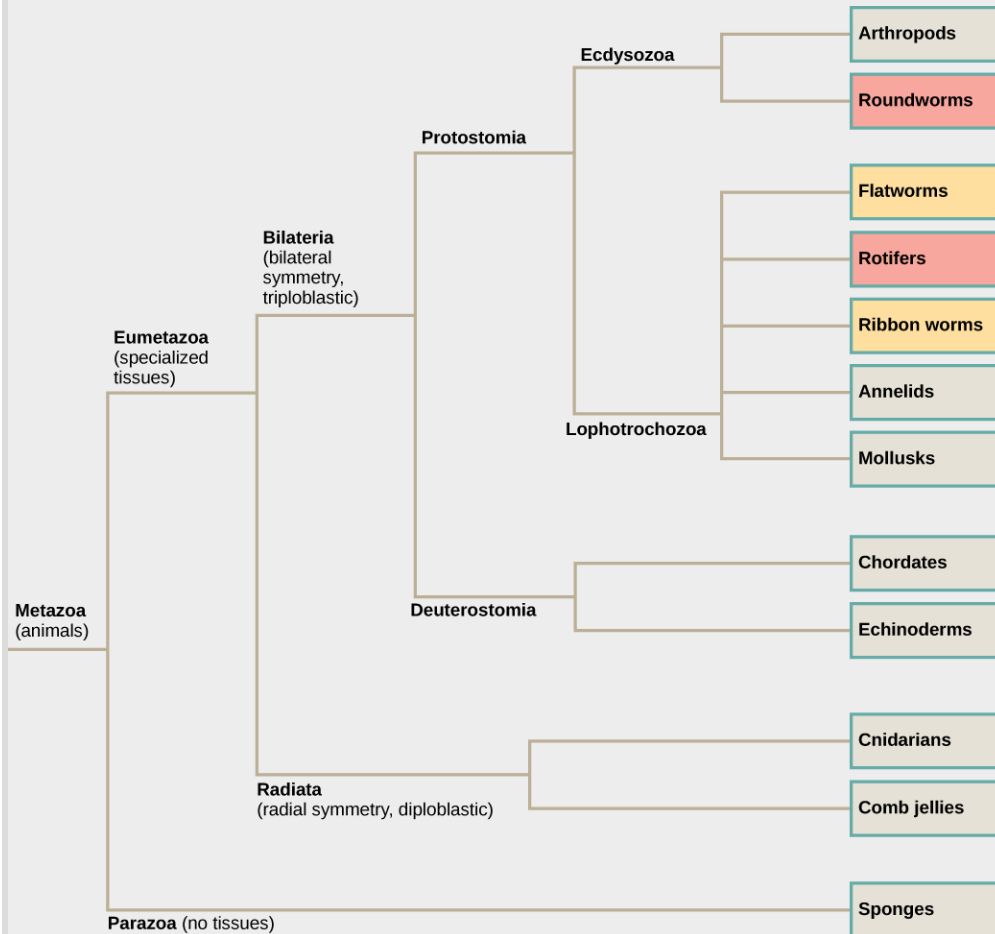 Arthropods
Ecdysozoa
Roundworms
Protostomia
Flatworms
Bilateria
(bilateral
symmetry,
triploblastic)
Rotifers
Ribbon worms
Eumetazoa
(specialized
tissues)
Annelids
Lophotrochozoa
Mollusks
Chordates
Metazoa
(animals)
Deuterostomia
Echinoderms
Cnidarians
Radiata
(radial symmetry, diploblastic)
Comb jellies
Sponges
Parazoa (no tissues)